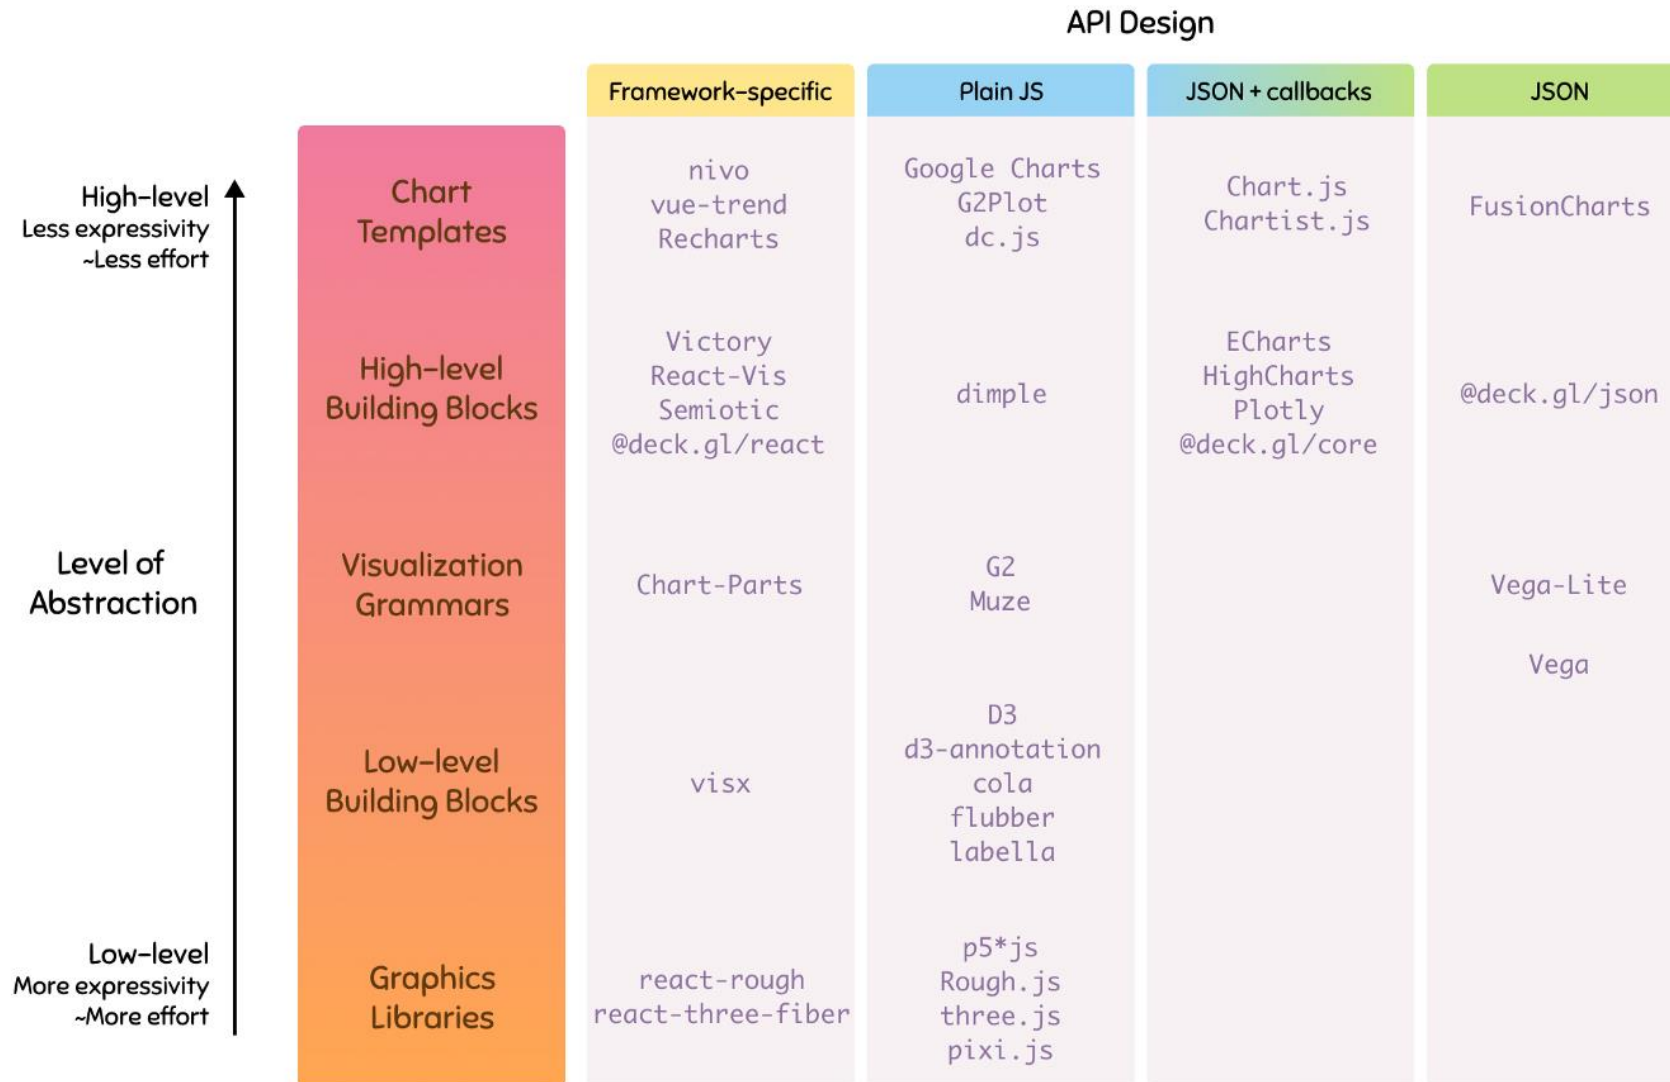 API Design
Framework-specific
Plain JS
JSON + callbacks
JSON
High-level
Less expressivity
~Less effort
Level of
Abstraction
Low-level
More expressivity
~More effort
Chart
Templates
nivo
vue-trend
Recharts
Google Charts
G2Plot
dc.js
Chart.js
Chartist.js
FusionCharts
High-level
Building Blocks
Victory
React-Vis
Semiotic
@deck.gl/react
dimple
ECharts
HighCharts
Plotly
@deck.gl/core
@deck.gl/json
Visualization
Grammars
Chart-Parts
G2
Muze
Vega-Lite
Vega
Low-level
Building Blocks
visx
D3
d3-annotation
cola
flubber
labella
Graphics
Libraries
react-rough
react-three-fiber
p5*js
Rough.js
three.js
pixi.js